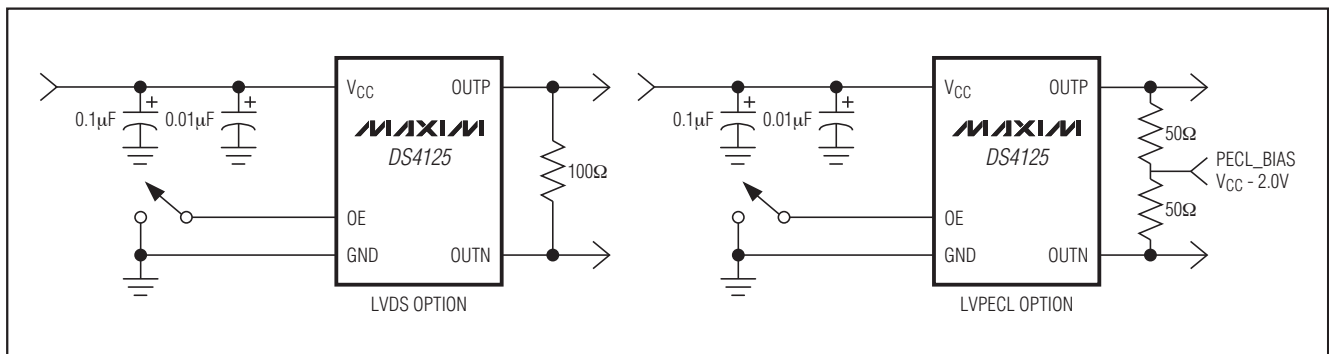 VCC
OUTP
0.1µF
+
0.01µF
+
MAXIM
DS4125
100Ω
OE
GND
OUTN
LVDS OPTION
VCC
OUTP
0.1µF
+
0.01µF
+
MAXIM
DS4125
50Ω
PECL_BIAS
VCC - 2.0V
50Ω
OE
GND
OUTN
LVPECL OPTION